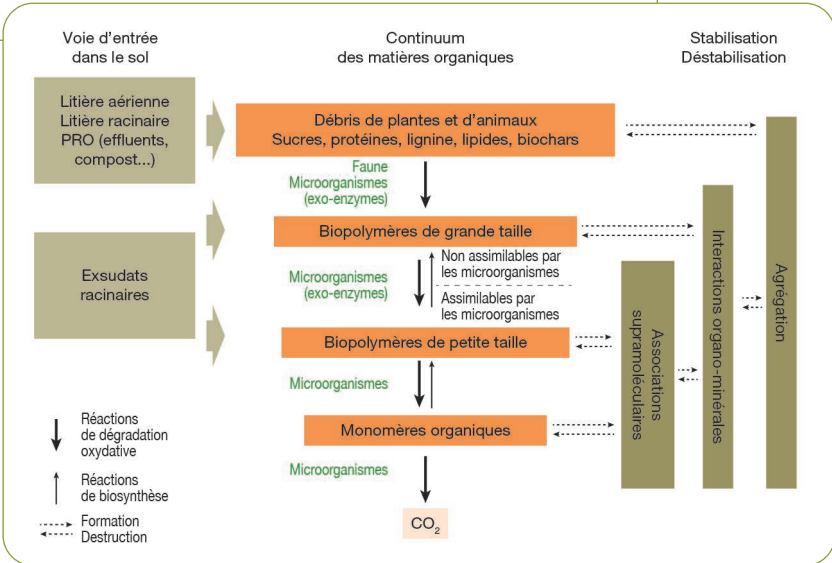 Voie d'entrée
dans le sol
Continuum
des matières organiques
Stabilisation
Déstabilisation
Litière aérienne
Litière racinaire
PRO (effluents,
compost...)
Débris de plantes et d'animaux
Sucres, protéines, lignine, lipides, biochars
Faune
Microorganismes
(exo-enzymes)
Biopolymères de grande taille
Exsudats
racinaires
Microorganismes
(exo-enzymes)
Non assimilables par
les microorganismes
Assimilables par
les microorganismes
Biopolymères de petite taille
Microorganismes
Monomères organiques
Microorganismes
CO₂
Associations
supramoléculaires
Interactions organo-minérales
Agrégation
Réactions
de dégradation
oxydative
Réactions
de biosynthèse
Formation
Destruction